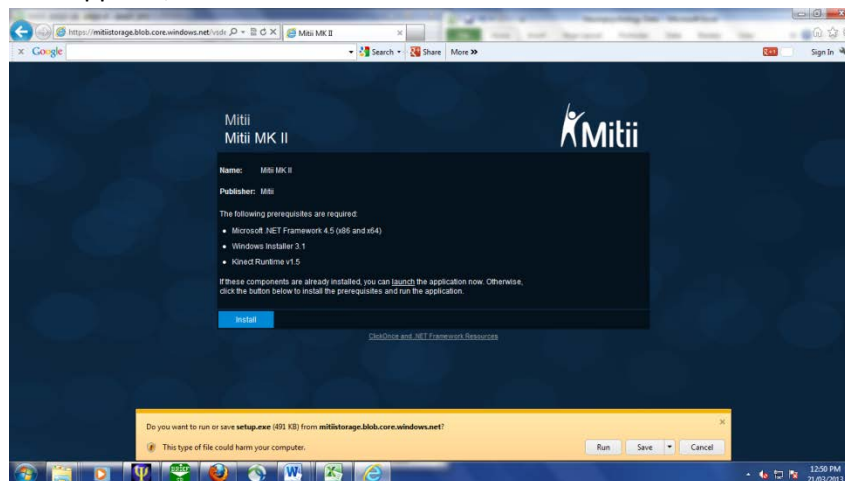 https://mitiistorage.blob.core.windows.net/vsde
Mitii MK II
Google
Search
Share
More »
Sign In
Mitii
Mitii MK II
Mitii
Name: Mitii MK II
Publisher: Mitii
The following prerequisites are required:
• Microsoft .NET Framework 4.5 (x86 and x64)
• Windows Installer 3.1
• Kinect Runtime v1.5
If these components are already installed, you can launch the application now. Otherwise,
click the button below to install the prerequisites and run the application.
Install
ClickOnce and .NET Framework Resources
Do you want to run or save setup.exe (491 KB) from mitiistorage.blob.core.windows.net?
This type of file could harm your computer.
Run
Save
Cancel
12:50 PM
21/03/2013